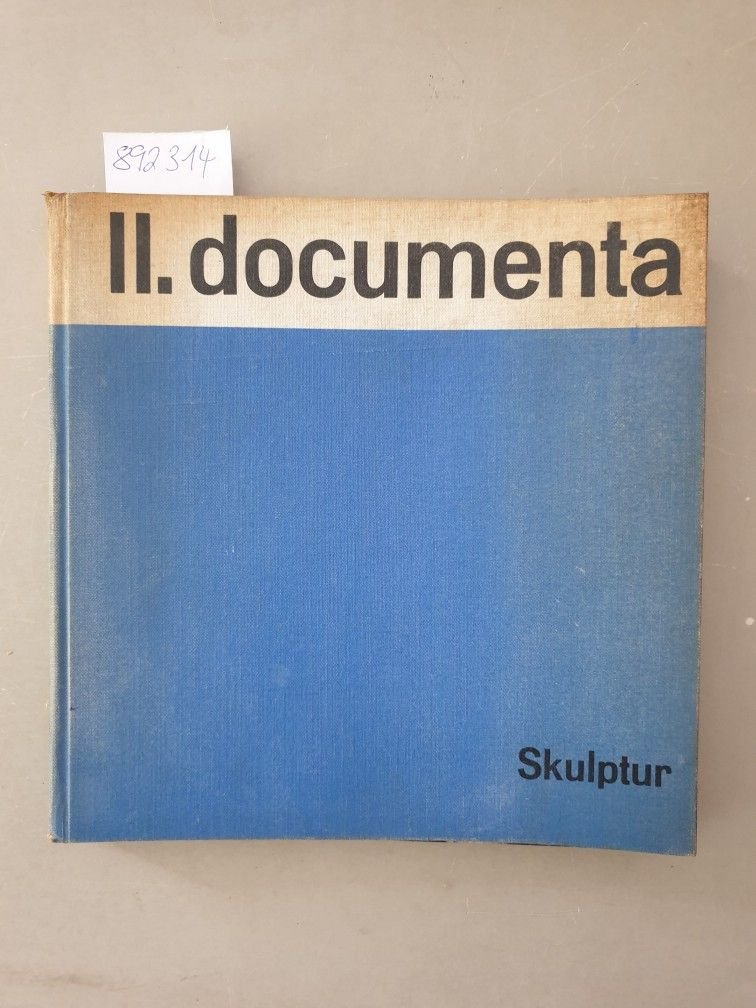 892314
II. documenta
Skulptur